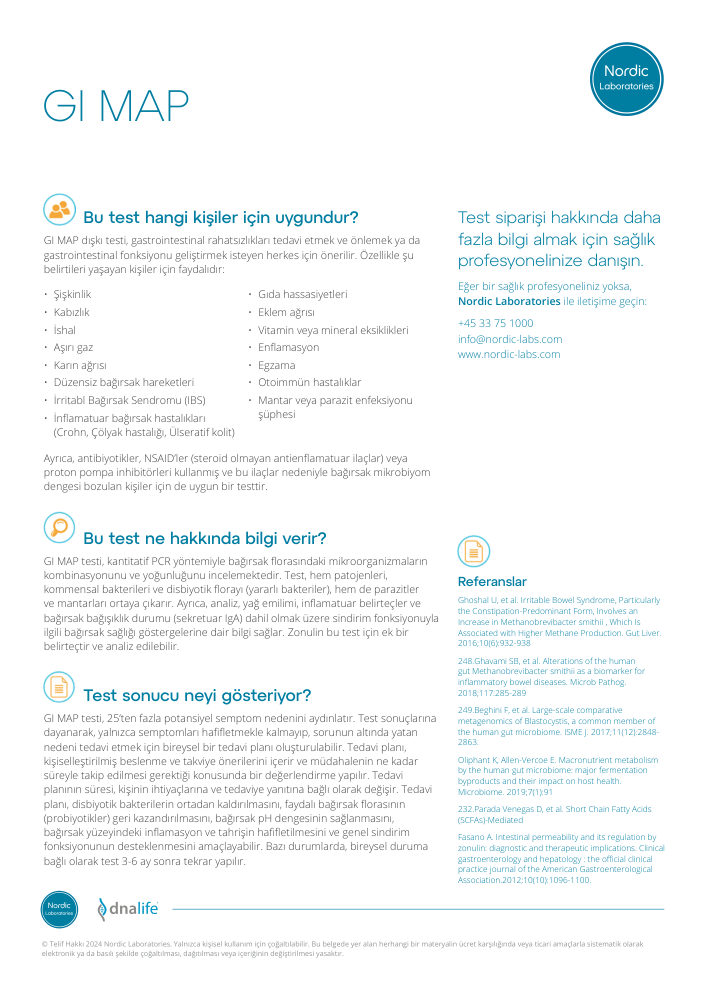 GI MAP
Nordic
Laboratories
Bu test hangi kişiler için uygundur?
GI MAP dışkı testi, gastrointestinal rahatsızlıkları tedavi etmek ve önlemek ya da
gastrointestinal fonksiyonu geliştirmek isteyen herkes için önerilir. Özellikle şu
belirtileri yaşayan kişiler için faydalıdır:
• Şişkinlik
• Kabızlık
• İshal
• Aşırı gaz
• Karın ağrısı
• Düzensiz bağırsak hareketleri
• İrritabl Bağırsak Sendromu (IBS)
• İnflamatuar bağırsak hastalıkları
(Crohn, Çölyak hastalığı, Ülseratif kolit)
• Gıda hassasiyetleri
• Eklem ağrısı
• Vitamin veya mineral eksiklikleri
• Enflamasyon
• Egzama
• Otoimmün hastalıklar
• Mantar veya parazit enfeksiyonu
şüphesi
Ayrıca, antibiyotikler, NSAID'ler (steroid olmayan antienflamatuar ilaçlar) veya
proton pompa inhibitörleri kullanmış ve bu ilaçlar nedeniyle bağırsak mikrobiyom
dengesi bozulan kişiler için de uygun bir testtir.
Bu test ne hakkında bilgi verir?
GI MAP testi, kantitatif PCR yöntemiyle bağırsak florasındaki mikroorganizmaların
kombinasyonunu ve yoğunluğunu incelemektedir. Test, hem patojenleri,
kommensal bakterileri ve disbiyotik florayı (yararlı bakteriler), hem de parazitler
ve mantarları ortaya çıkarır. Ayrıca, analiz, yağ emilimi, inflamatuar belirteçler ve
bağırsak bağışıklık durumu (sekretuar IgA) dahil olmak üzere sindirim fonksiyonuyla
ilgili bağırsak sağlığı göstergelerine dair bilgi sağlar. Zonulin bu test için ek bir
belirteçtir ve analiz edilebilir.
Test sonucu neyi gösteriyor?
GI MAP testi, 25'ten fazla potansiyel semptom nedenini aydınlatır. Test sonuçlarına
dayanarak, yalnızca semptomları hafifletmekle kalmayıp, sorunun altında yatan
nedeni tedavi etmek için bireysel bir tedavi planı oluşturulabilir. Tedavi planı,
kişiselleştirilmiş beslenme ve takviye önerilerini içerir ve müdahalenin ne kadar
süreyle takip edilmesi gerektiği konusunda bir değerlendirme yapılır. Tedavi
planının süresi, kişinin ihtiyaçlarına ve tedaviye yanıtına bağlı olarak değişir. Tedavi
planı, disbiyotik bakterilerin ortadan kaldırılmasını, faydalı bağırsak florasının
(probiyotikler) geri kazandırılmasını, bağırsak pH dengesinin sağlanmasını,
bağırsak yüzeyindeki inflamasyon ve tahrişin hafifletilmesini ve genel sindirim
fonksiyonunun desteklenmesini amaçlayabilir. Bazı durumlarda, bireysel duruma
bağlı olarak test 3-6 ay sonra tekrar yapılır.
Test siparişi hakkında daha
fazla bilgi almak için sağlık
profesyonelinize danışın.
Eğer bir sağlık profesyoneliniz yoksa,
Nordic Laboratories ile iletişime geçin:
+45 33 75 1000
info@nordic-labs.com
www.nordic-labs.com
Referanslar
Ghoshal U, et al. Irritable Bowel Syndrome, Particularly
the Constipation-Predominant Form, Involves an
Increase in Methanobrevibacter smithii , Which Is
Associated with Higher Methane Production. Gut Liver.
2016;10(6):932-938
248.Ghavami SB, et al. Alterations of the human
gut Methanobrevibacter smithii as a biomarker for
inflammatory bowel diseases. Microb Pathog.
2018;117:285-289
249.Beghini F, et al. Large-scale comparative
metagenomics of Blastocystis, a common member of
the human gut microbiome. ISME J. 2017;11(12):2848-
2863.
Oliphant K, Allen-Vercoe E. Macronutrient metabolism
by the human gut microbiome: major fermentation
byproducts and their impact on host health.
Microbiome. 2019;7(1):91
232.Parada Venegas D, et al. Short Chain Fatty Acids
(SCFAs)-Mediated
Fasano A. Intestinal permeability and its regulation by
zonulin: diagnostic and therapeutic implications. Clinical
gastroenterology and hepatology : the official clinical
practice journal of the American Gastroenterological
Association.2012;10(10):1096-1100.
Nordic
Laboratories
dnalife
© Telif Hakkı 2024 Nordic Laboratories. Yalnızca kişisel kullanım için çoğaltılabilir. Bu belgede yer alan herhangi bir materyalin ücret karşılığında veya ticari amaçlarla sistematik olarak
elektronik ya da basılı şekilde çoğaltılması, dağıtılması veya içeriğinin değiştirilmesi yasaktır.